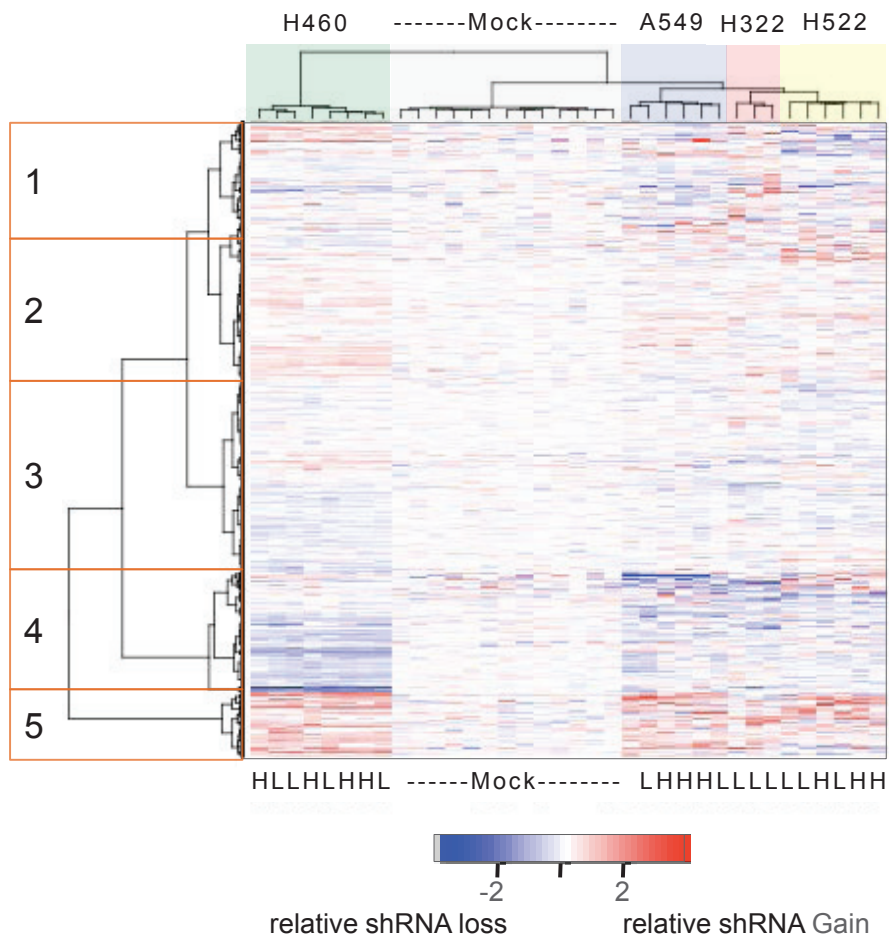 H460 -------Mock-------- A549 H322 H522
1
2
3
4
5
HLLHLHHL ------Mock-------- LHHHLLLLLLHLHH
-2 2
relative shRNA loss relative shRNA Gain